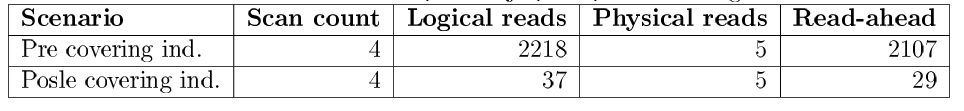 Scenario Scan count Logical reads Physical reads Read-ahead
Pre covering ind. 4 2218 5 2107
Posle covering ind. 4 37 5 29